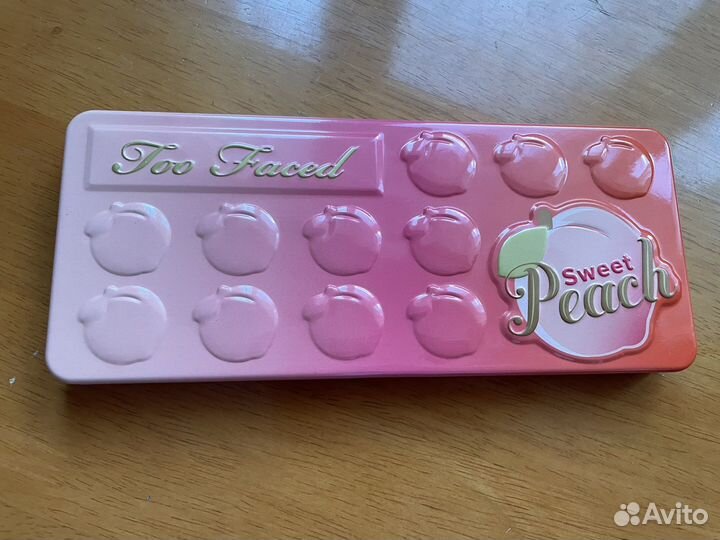 Too Faced
Sweet
Peach
Avito